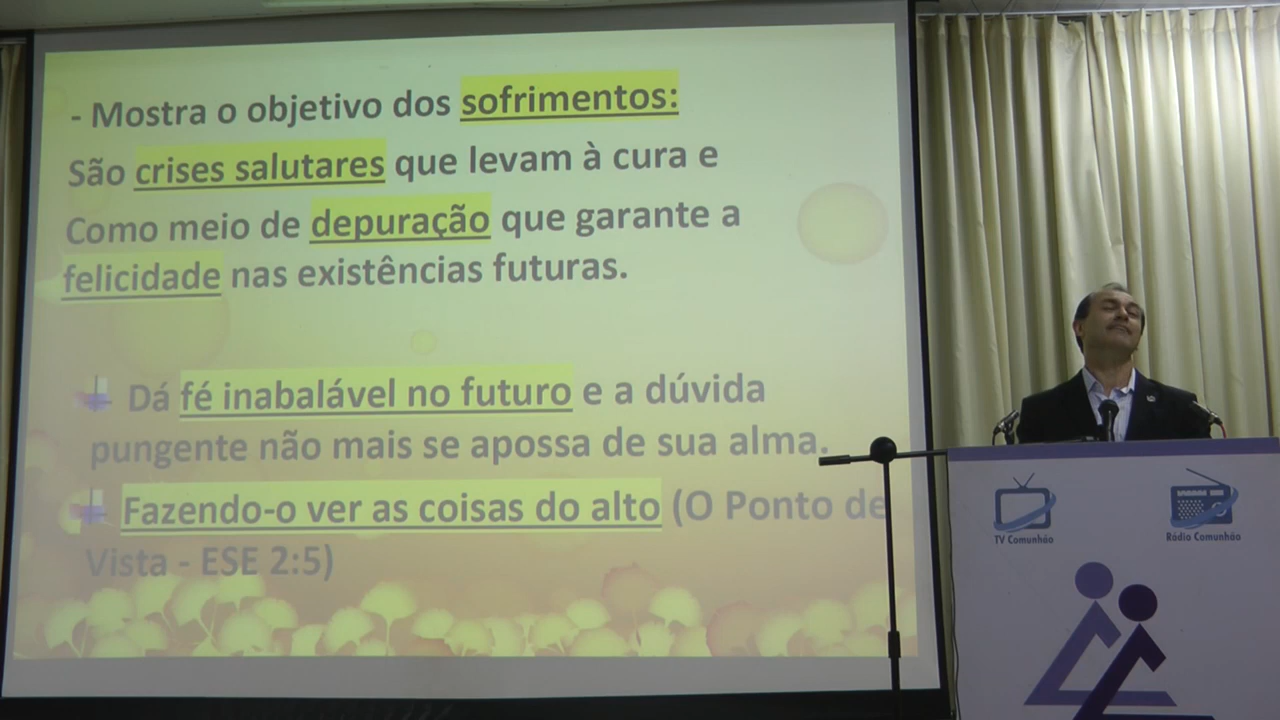 - Mostra o objetivo dos sofrimentos:
São crises salutares que levam à cura e
Como meio de depuração que garante a
felicidade nas existências futuras.
Dá fé inabalável no futuro e a dúvida
pungente não mais se apossa de sua alma.
Fazendo-o ver as coisas do alto (O Ponto de
Vista - ESE 2:5)
TV Comunhão
Rádio Comunhão